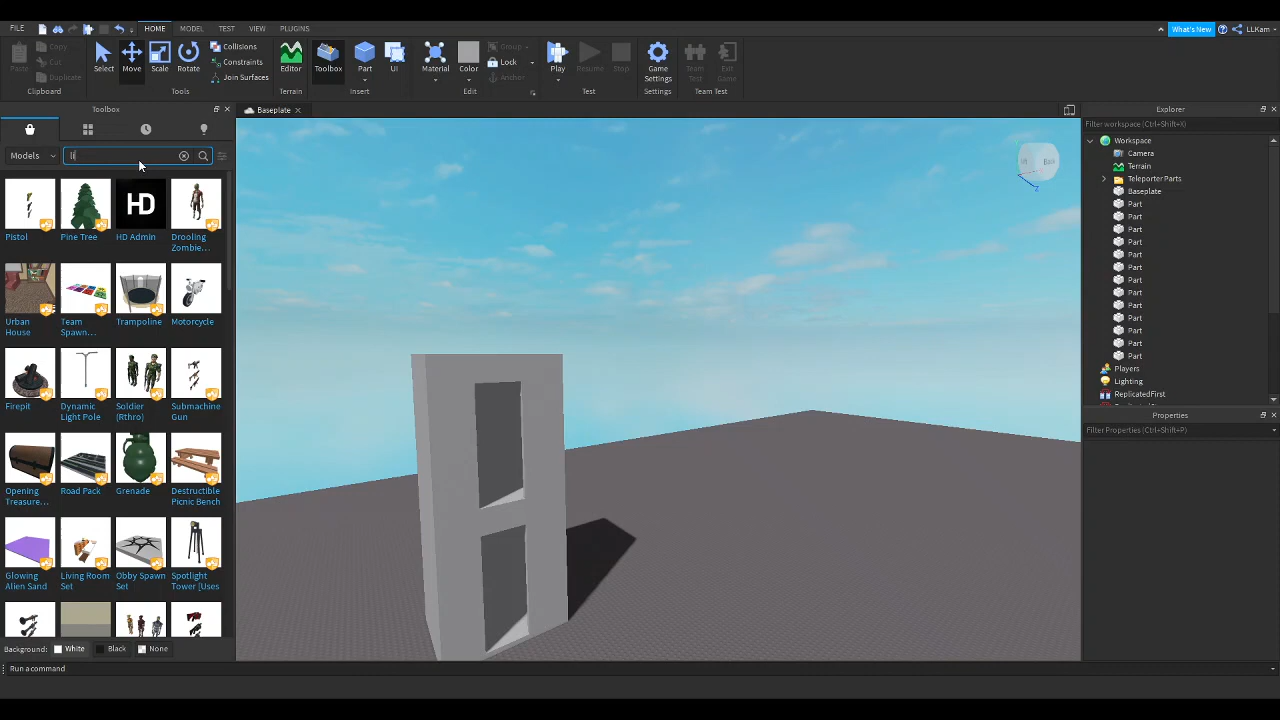 FILE HOME MODEL TEST VIEW PLUGINS What's New LLKam
Paste Copy Cut Duplicate Select Move Scale Rotate Collisions Constraints Join Surfaces Editor Toolbox Part UI Material Color Group Lock Anchor Play Resume Stop Game Settings Team Test Exit Game
Clipboard Tools Terrain Insert Edit Test Settings Team Test
Toolbox
Baseplate
Models
li
Pistol Pine Tree HD Admin Drooling Zombie...
Urban House Team Spawn... Trampoline Motorcycle
Firepit Dynamic Light Pole Soldier {Rthro} Submachine Gun
Opening Treasure... Road Pack Grenade Destructible Picnic Bench
Glowing Alien Sand Living Room Set Obby Spawn Set Spotlight Tower [Uses
Background: White Black None
Run a command
HD
Back
Explorer
Filter workspace (Ctrl+Shift+X)
Workspace
Camera
Terrain
Teleporter Parts
Baseplate
Part
Part
Part
Part
Part
Part
Part
Part
Part
Part
Part
Part
Part
Players
Lighting
ReplicatedFirst
Properties
Filter Properties (Ctrl+Shift+P)